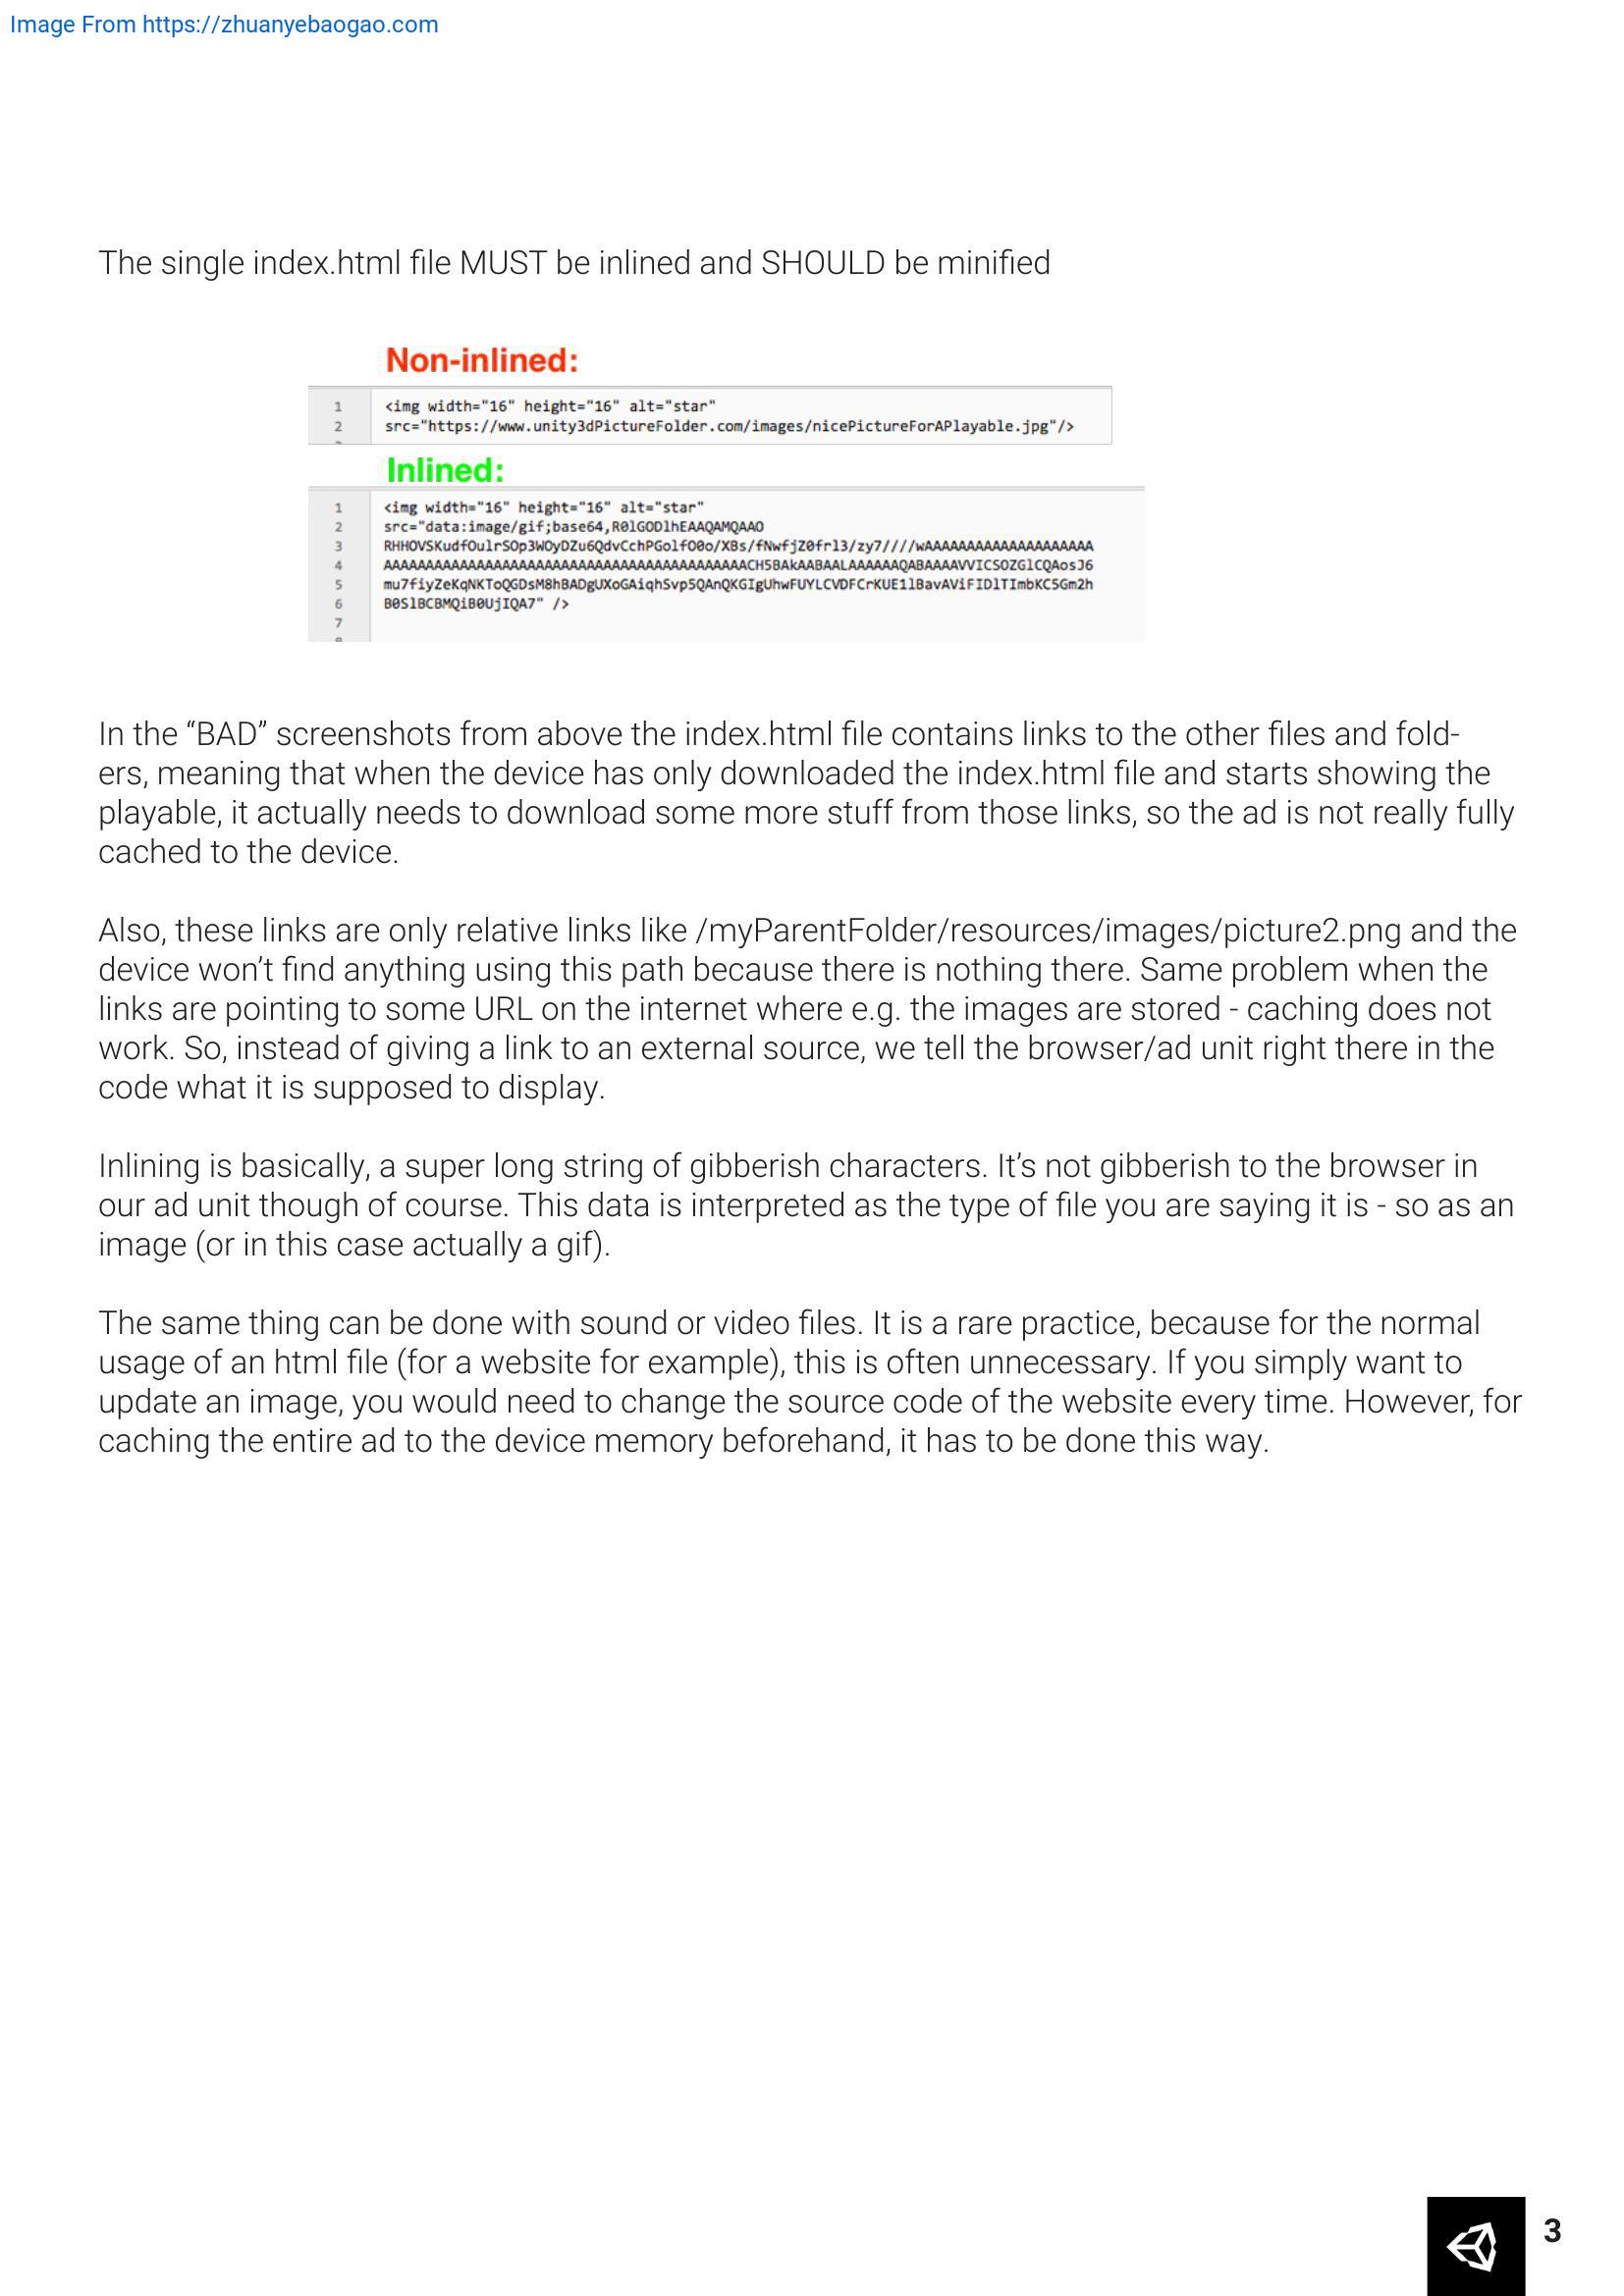 Image From https://zhuanyebaogao.com
The single index.html file MUST be inlined and SHOULD be minified
Non-inlined:
1 <img width="16" height="16" alt="star"
2 src="https://www.unity3dPictureFolder.com/images/nicePictureForAPlayable.jpg"/>
Inlined:
1 <img width="16" height="16" alt="star"
2 src="data:image/gif;base64,R0lGODlhEAAQAMQAAO
3 RHHOVSKudfOulrSOp3WOyDZu6QdvCchPGolfO0o/XBs/fNwfjZ0frl3/zy7////wAAAAAAAAAAAAAAAAAAAA
4 AAAAAAAAAAAAAAAAAAAAAAAAAAAAAAAAAAAAAAAAAAACH5BAkAABAALAAAAAAQABAAAAVVICSOZGlCQAosJ6
5 mu7fiyZeKqNKToQGDsM8hBADgUXoGAiqhSvp5QAnQKGIgUhwFUYLCVDFCrKUE1lBavAViFIDlTImbKC5Gm2h
6 B0SlBCBMQiB0UjIQA7" />
7
In the “BAD” screenshots from above the index.html file contains links to the other files and fold-
ers, meaning that when the device has only downloaded the index.html file and starts showing the
playable, it actually needs to download some more stuff from those links, so the ad is not really fully
cached to the device.
Also, these links are only relative links like /myParentFolder/resources/images/picture2.png and the
device won’t find anything using this path because there is nothing there. Same problem when the
links are pointing to some URL on the internet where e.g. the images are stored - caching does not
work. So, instead of giving a link to an external source, we tell the browser/ad unit right there in the
code what it is supposed to display.
Inlining is basically, a super long string of gibberish characters. It’s not gibberish to the browser in
our ad unit though of course. This data is interpreted as the type of file you are saying it is - so as an
image (or in this case actually a gif).
The same thing can be done with sound or video files. It is a rare practice, because for the normal
usage of an html file (for a website for example), this is often unnecessary. If you simply want to
update an image, you would need to change the source code of the website every time. However, for
caching the entire ad to the device memory beforehand, it has to be done this way.
3